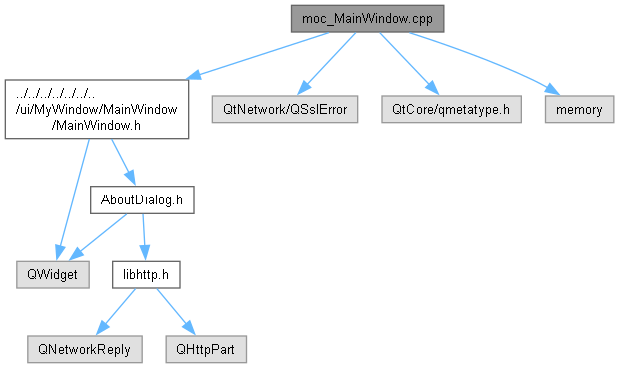 moc_MainWindow.cpp
../../../../../../..
/ui/MyWindow/MainWindow
/MainWindow.h
QtNetwork/QSslError
QtCore/qmetatype.h
memory
AboutDialog.h
QWidget
libhttp.h
QNetworkReply
QHttpPart